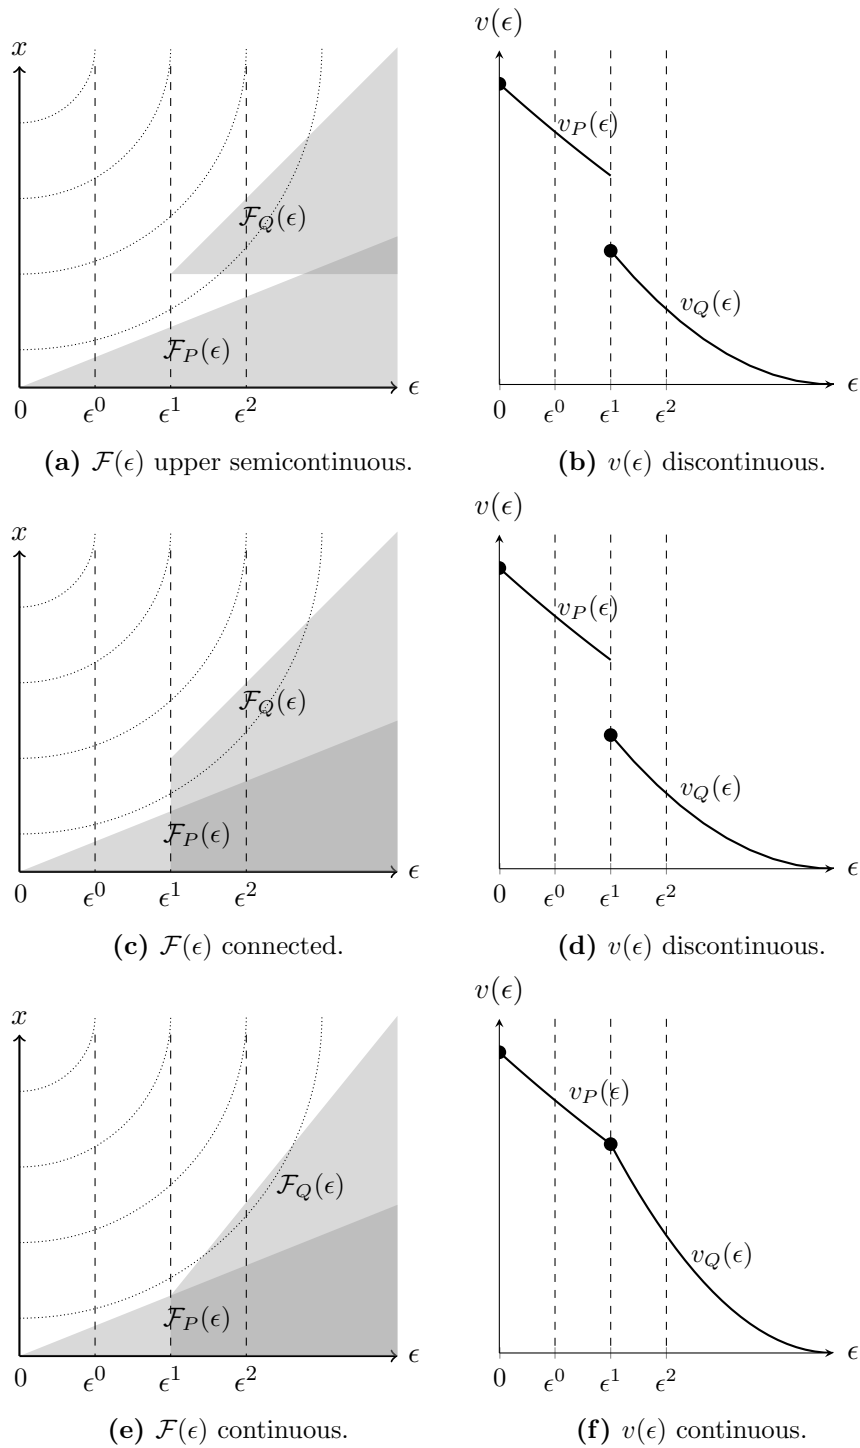 x
v(ϵ)
v_P(ϵ)
F_Q(ϵ)
v_Q(ϵ)
F_P(ϵ)
ϵ
ϵ
0 ϵ^0 ϵ^1 ϵ^2
0 ϵ^0 ϵ^1 ϵ^2
(a) F(ϵ) upper semicontinuous.
(b) v(ϵ) discontinuous.
x
v(ϵ)
v_P(ϵ)
F_Q(ϵ)
v_Q(ϵ)
F_P(ϵ)
ϵ
ϵ
0 ϵ^0 ϵ^1 ϵ^2
0 ϵ^0 ϵ^1 ϵ^2
(c) F(ϵ) connected.
(d) v(ϵ) discontinuous.
x
v(ϵ)
v_P(ϵ)
F_Q(ϵ)
v_Q(ϵ)
F_P(ϵ)
ϵ
ϵ
0 ϵ^0 ϵ^1 ϵ^2
0 ϵ^0 ϵ^1 ϵ^2
(e) F(ϵ) continuous.
(f) v(ϵ) continuous.